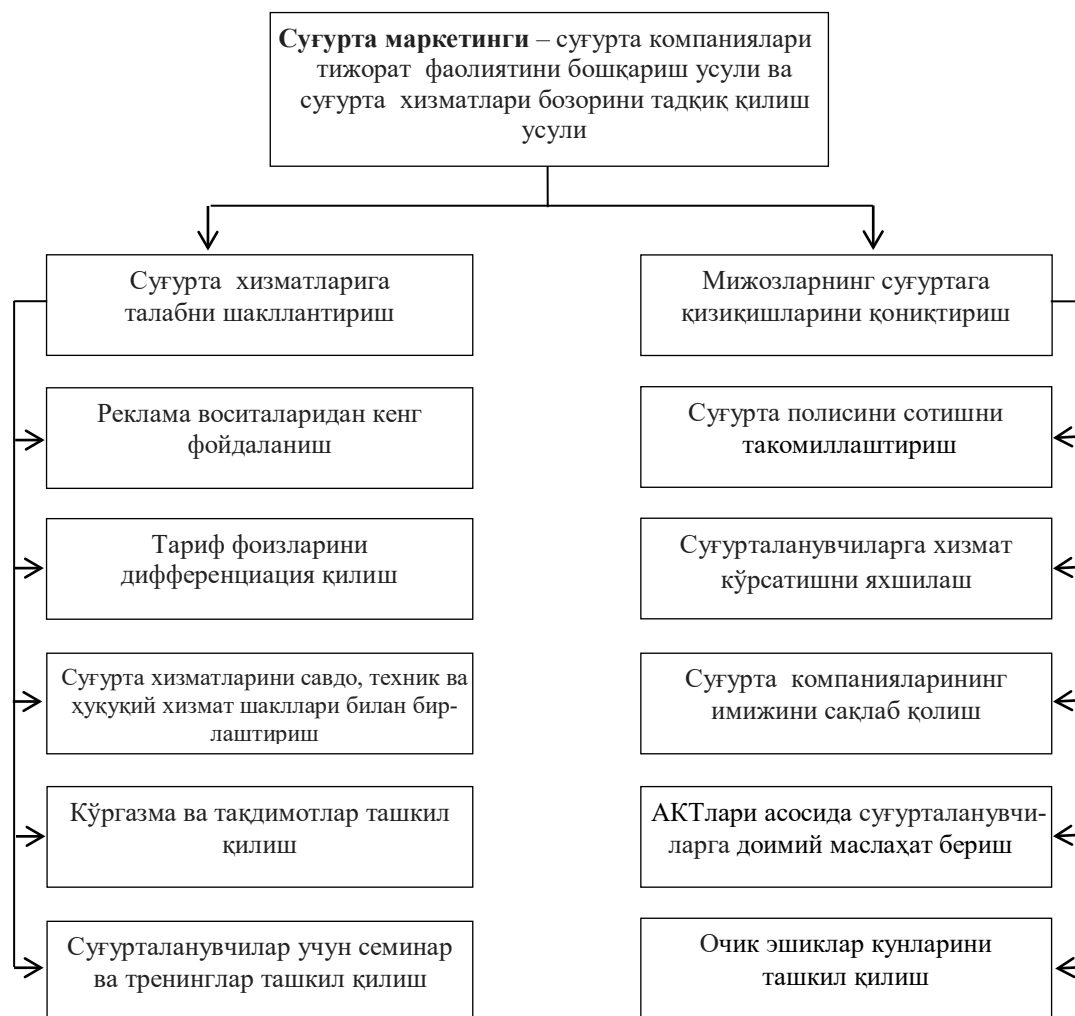 Суғурта маркетинги – суғурта компаниялари
тижорат фаолиятини бошқариш усули ва
суғурта хизматлари бозорини тадқиқ қилиш
усули
Суғурта хизматларига
талабни шакллантириш
Реклама воситаларидан кенг
фойдаланиш
Тариф фоизларини
дифференциация қилиш
Суғурта хизматларини савдо, техник ва
ҳуқуқий хизмат шакллари билан бир-
лаштириш
Кўргазма ва тақдимотлар ташкил
қилиш
Суғурталанувчилар учун семинар
ва тренинглар ташкил қилиш
Мижозларнинг суғуртага
қизиқишларини қониқтириш
Суғурта полисини сотишни
такомиллаштириш
Суғурталанувчиларга хизмат
кўрсатишни яхшилаш
Суғурта компанияларининг
имижини сақлаб қолиш
АКТлари асосида суғурталанувчи-
ларга доимий маслаҳат бериш
Очик эшиклар кунларини
ташкил қилиш